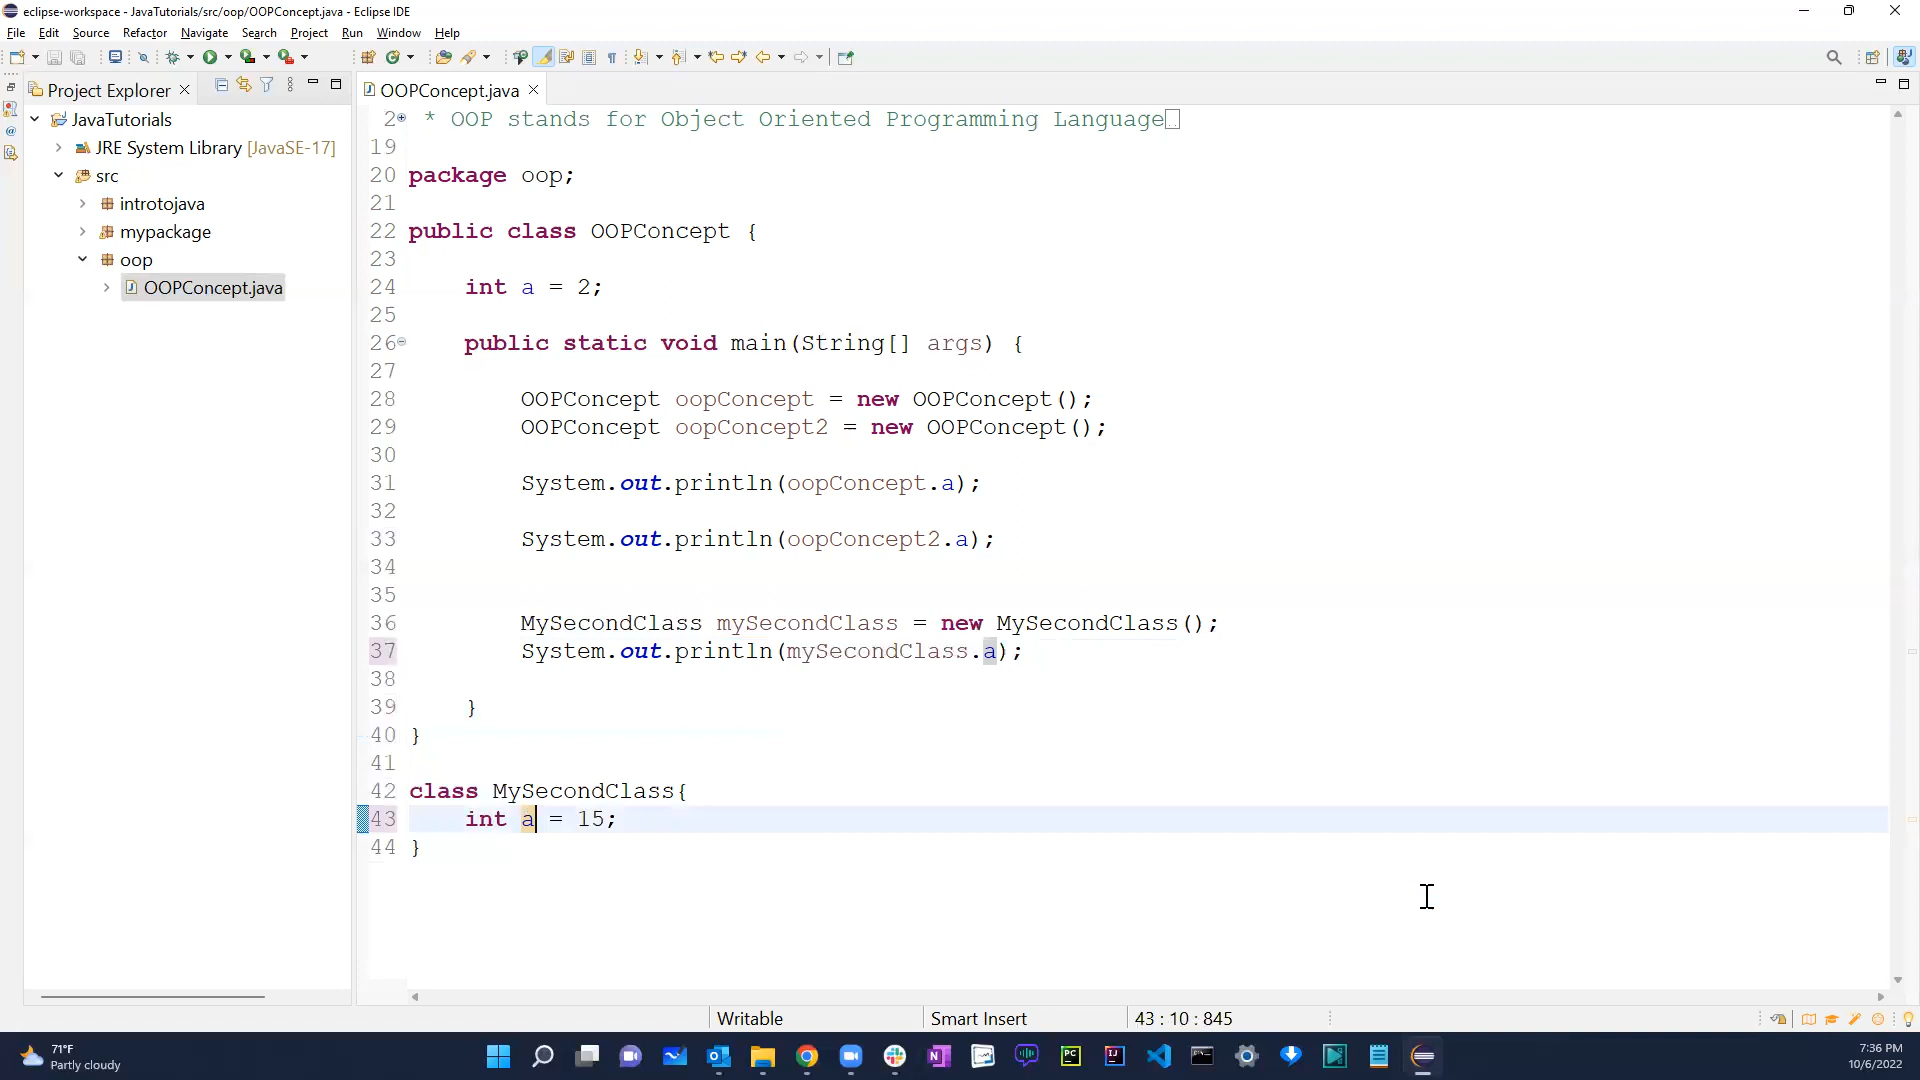 eclipse-workspace - JavaTutorials/src/oop/OOPConcept.java - Eclipse IDE
File Edit Source Refactor Navigate Search Project Run Window Help
Project Explorer
OOPConcept.java
JavaTutorials
JRE System Library [JavaSE-17]
src
introtojava
mypackage
oop
OOPConcept.java
2 * OOP stands for Object Oriented Programming Language
19
20 package oop;
21
22 public class OOPConcept {
23
24 int a = 2;
25
26 public static void main(String[] args) {
27
28 OOPConcept oopConcept = new OOPConcept();
29 OOPConcept oopConcept2 = new OOPConcept();
30
31 System.out.println(oopConcept.a);
32
33 System.out.println(oopConcept2.a);
34
35
36 MySecondClass mySecondClass = new MySecondClass();
37 System.out.println(mySecondClass.a);
38
39 }
40 }
41
42 class MySecondClass{
43 int a = 15;
44 }
Writable Smart Insert 43 : 10 : 845
71°F
Partly cloudy
7:36 PM
10/6/2022